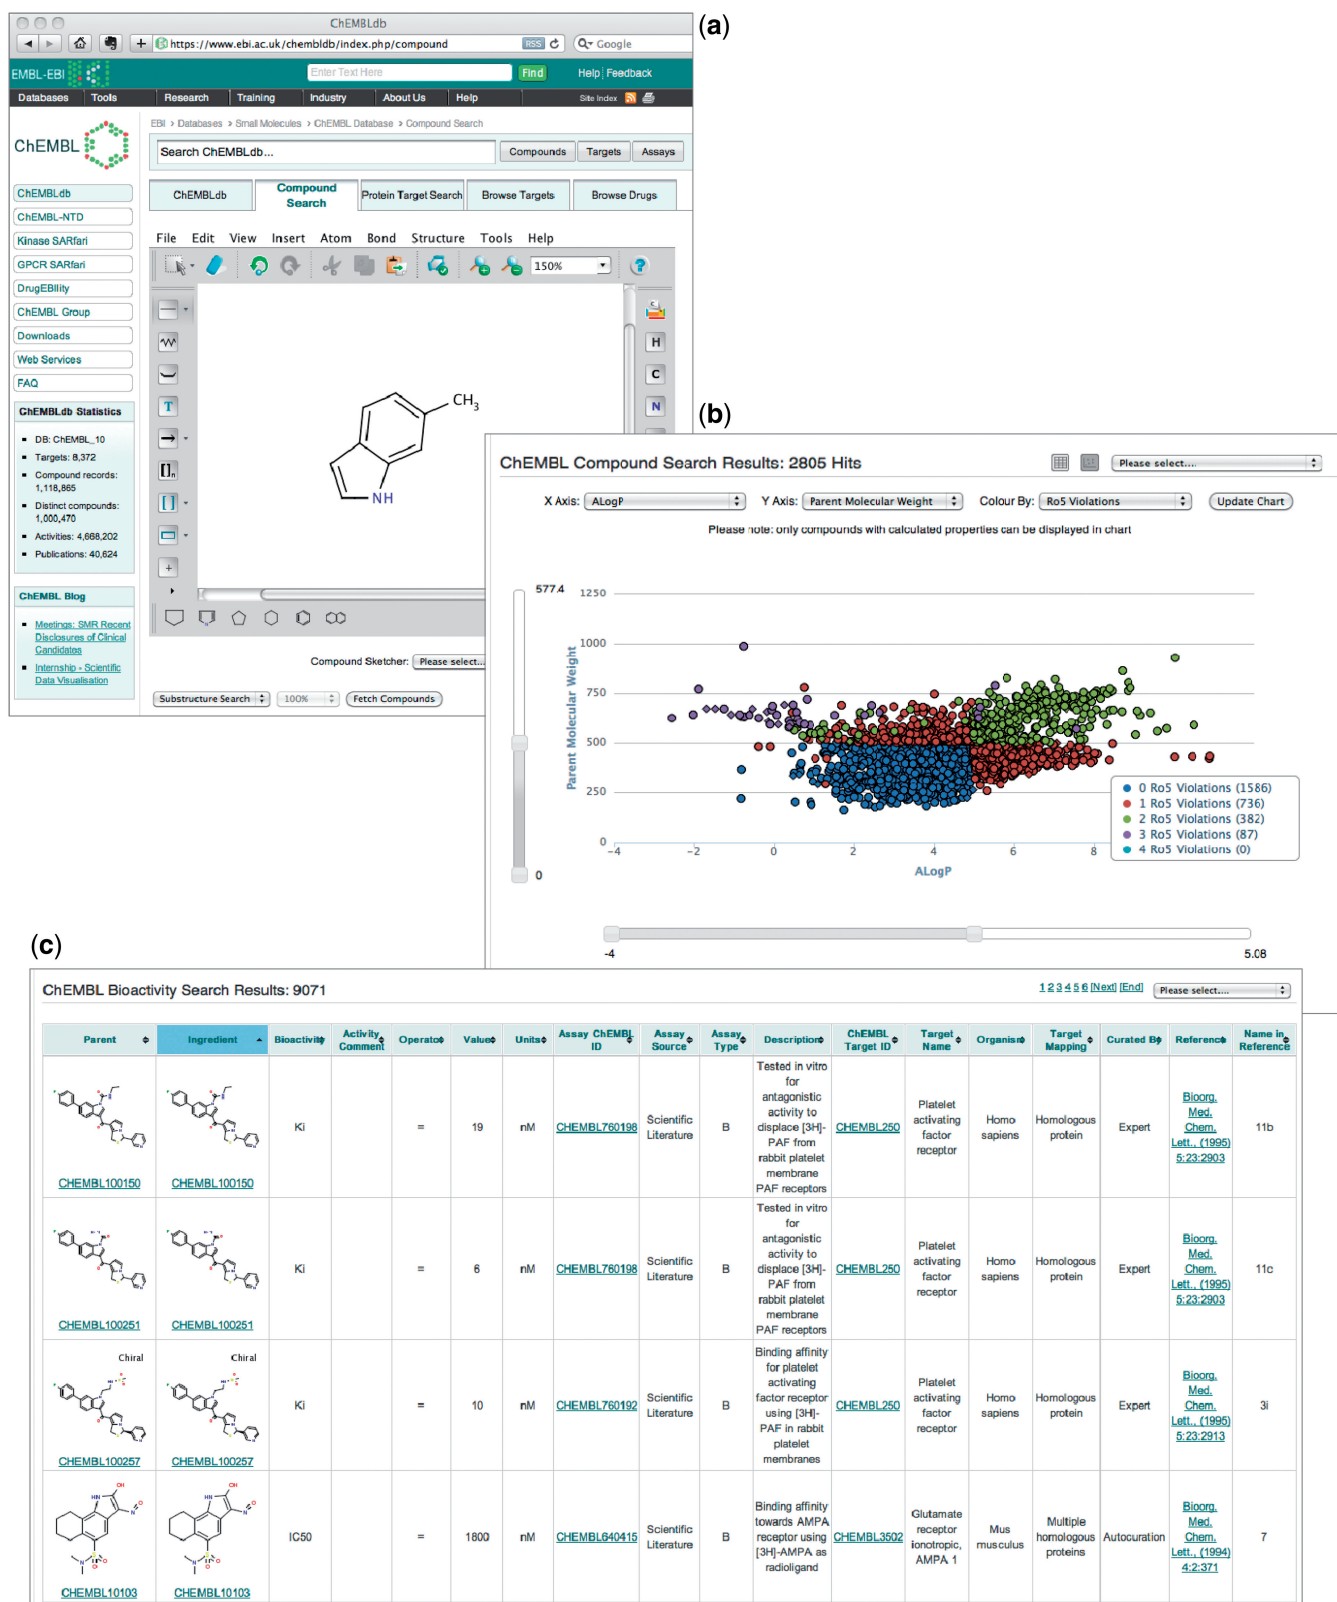 (a)
ChEMBLdb
https://www.ebi.ac.uk/chembldb/index.php/compound
RSS
Google
EMBL-EBI
Enter Text Here
Find
Help | Feedback
Databases Tools Research Training Industry About Us Help Site Index
EBI > Databases > Small Molecules > ChEMBL Database > Compound Search
ChEMBL
Search ChEMBLdb...
Compounds Targets Assays
ChEMBLdb
Compound Search
Protein Target Search
Browse Targets
Browse Drugs
ChEMBLdb
ChEMBL-NTD
Kinase SARfari
GPCR SARfari
DrugEBIlity
ChEMBL Group
Downloads
Web Services
FAQ
File Edit View Insert Atom Bond Structure Tools Help
150%
H
C
N
T
CH3
NH
ChEMBLdb Statistics
DB: ChEMBL_10
Targets: 8,372
Compound records:
1,118,865
Distinct compounds:
1,000,470
Activities: 4,668,202
Publications: 40,624
ChEMBL Blog
Meetings: SMR Recent
Disclosures of Clinical
Candidates
Internship - Scientific
Data Visualisation
Compound Sketcher: Please select...
Substructure Search 100% Fetch Compounds
(b)
ChEMBL Compound Search Results: 2805 Hits
Please select....
X Axis: ALogP Y Axis: Parent Molecular Weight Colour By: Ro5 Violations Update Chart
Please note: only compounds with calculated properties can be displayed in chart
577.4
0
Parent Molecular Weight
1250
1000
750
500
250
0
-4 -2 0 2 4 6 8
ALogP
0 Ro5 Violations (1586)
1 Ro5 Violations (736)
2 Ro5 Violations (382)
3 Ro5 Violations (87)
4 Ro5 Violations (0)
-4
5.08
(c)
ChEMBL Bioactivity Search Results: 9071
1 2 3 4 5 6 [Next] [End]
Please select....
Parent Ingredient Bioactivity Activity Comment Operator Value Units Assay ChEMBL ID Assay Source Assay Type Description ChEMBL Target ID Target Name Organism Target Mapping Curated By Reference Name in Reference
CHEMBL100150 CHEMBL100150 Ki = 19 nM CHEMBL760198 Scientific Literature B Tested in vitro for antagonistic activity to displace [3H]-PAF from rabbit platelet membrane PAF receptors CHEMBL250 Platelet activating factor receptor Homo sapiens Homologous protein Expert Bioorg. Med. Chem. Lett., (1995) 5:23:2903 11b
CHEMBL100251 CHEMBL100251 Ki = 6 nM CHEMBL760198 Scientific Literature B Tested in vitro for antagonistic activity to displace [3H]-PAF from rabbit platelet membrane PAF receptors CHEMBL250 Platelet activating factor receptor Homo sapiens Homologous protein Expert Bioorg. Med. Chem. Lett., (1995) 5:23:2903 11c
Chiral Chiral
CHEMBL100257 CHEMBL100257 Ki = 10 nM CHEMBL760192 Scientific Literature B Binding affinity for platelet activating factor receptor using [3H]-PAF in rabbit platelet membranes CHEMBL250 Platelet activating factor receptor Homo sapiens Homologous protein Expert Bioorg. Med. Chem. Lett., (1995) 5:23:2913 3i
CHEMBL10103 CHEMBL10103 IC50 = 1800 nM CHEMBL640415 Scientific Literature B Binding affinity towards AMPA receptor using [3H]-AMPA as radioligand CHEMBL3502 Glutamate receptor ionotropic, AMPA 1 Mus musculus Multiple homologous proteins Autocuration Bioorg. Med. Chem. Lett., (1994) 4:2:371 7